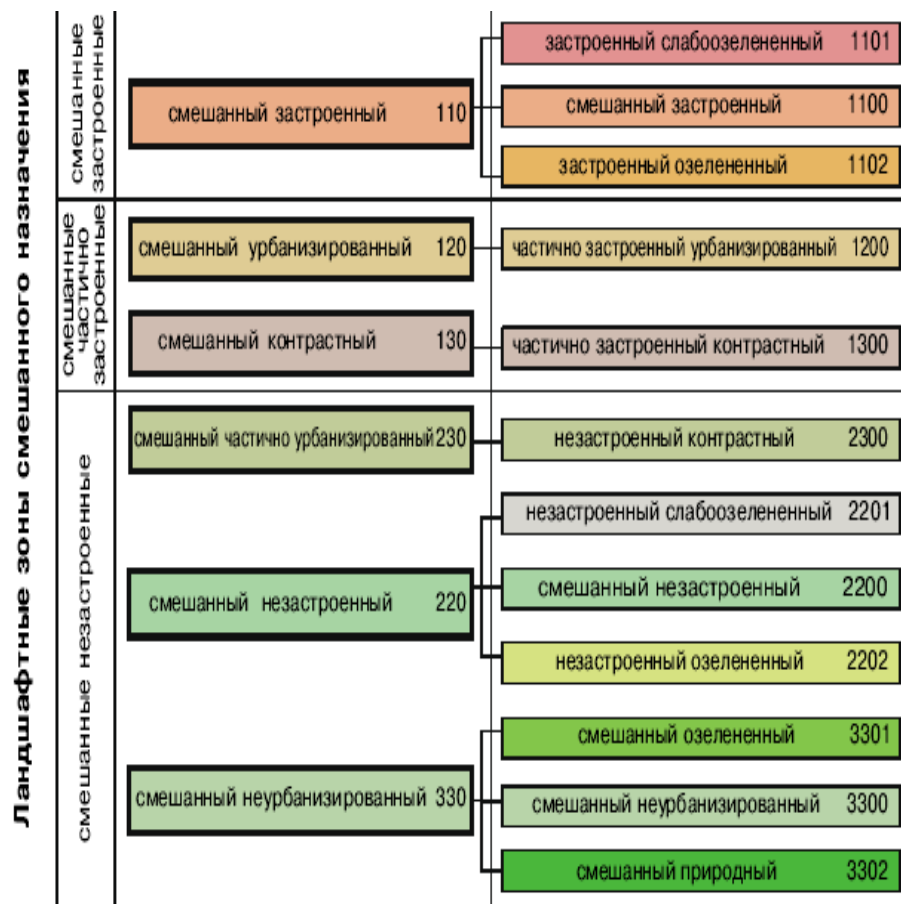 Ландшафтные зоны смешанного назначения
смешанные
застроенные
смешанный застроенный 110
застроенный слабоозелененный 1101
смешанный застроенный 1100
застроенный озелененный 1102
смешанные
частично
застроенные
смешанный урбанизированный 120
частично застроенный урбанизированный 1200
смешанный контрастный 130
частично застроенный контрастный 1300
смешанные незастроенные
смешанный частично урбанизированный 230
незастроенный контрастный 2300
смешанный незастроенный 220
незастроенный слабоозелененный 2201
смешанный незастроенный 2200
незастроенный озелененный 2202
смешанный неурбанизированный 330
смешанный озелененный 3301
смешанный неурбанизированный 3300
смешанный природный 3302